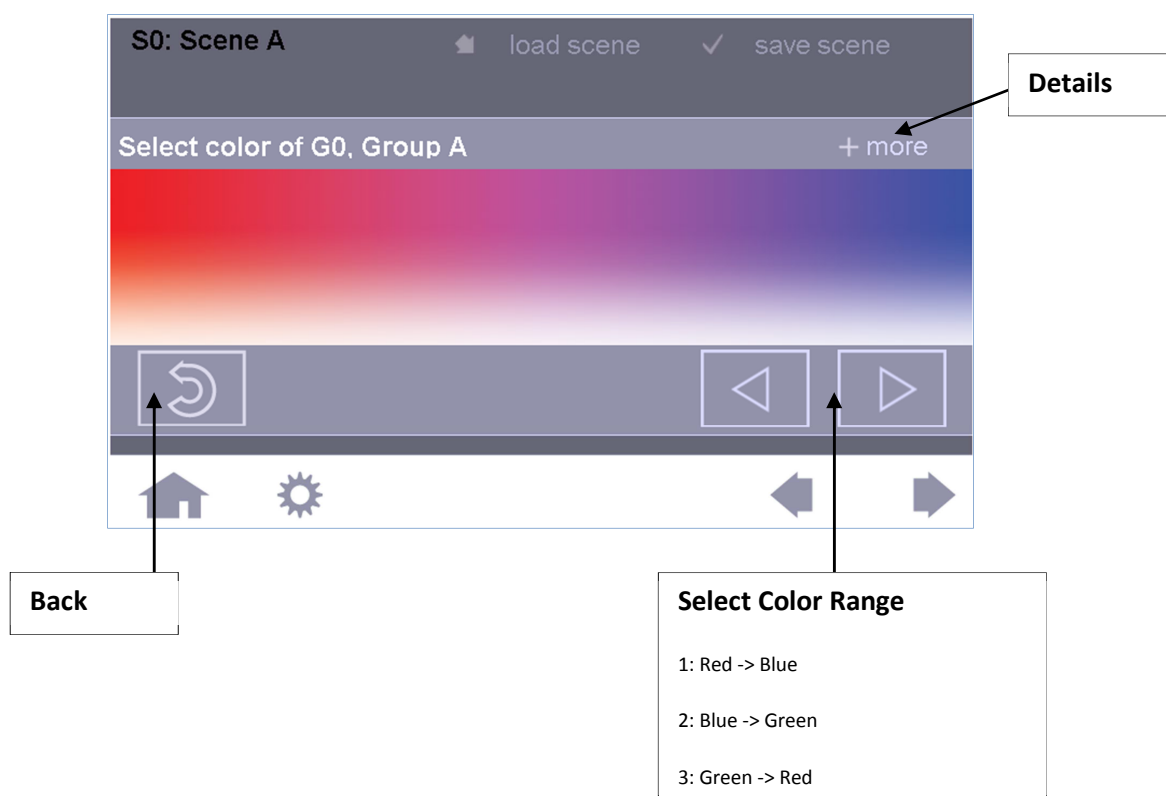 S0: Scene A load scene save scene
Details
Select color of G0, Group A + more
Back
Select Color Range
1: Red -> Blue
2: Blue -> Green
3: Green -> Red